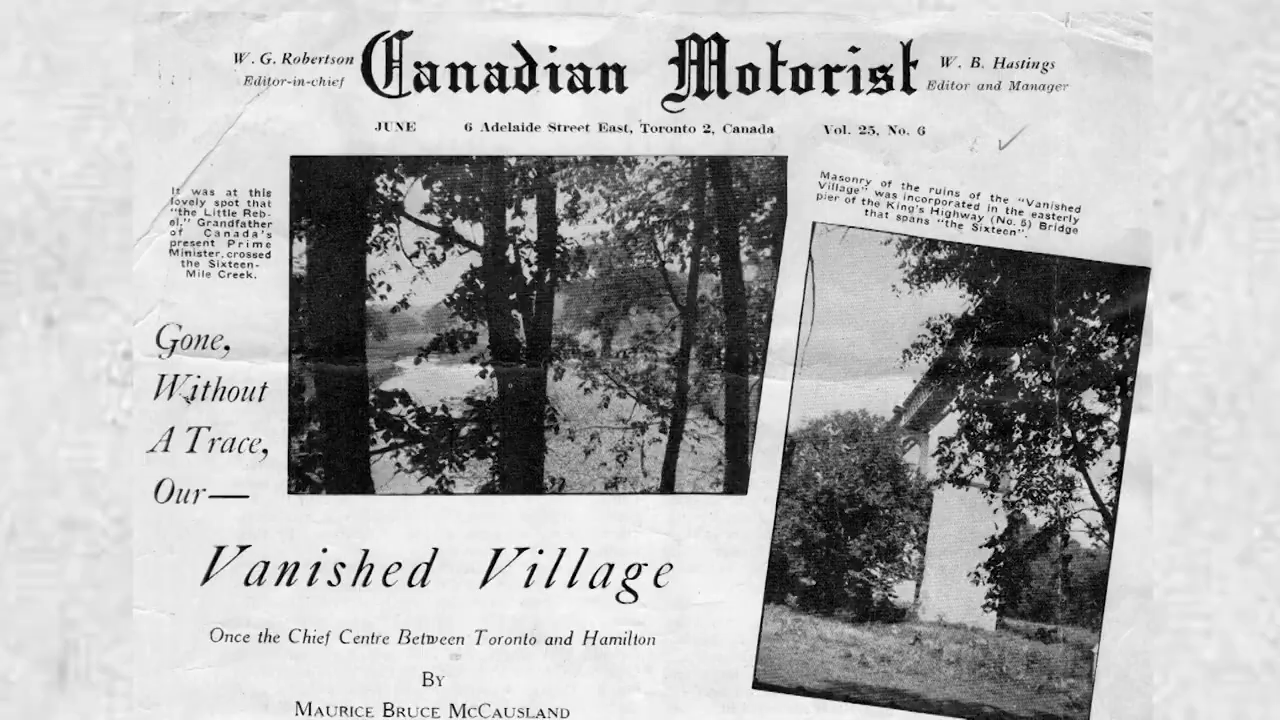 W. G. Robertson
Editor-in-chief
Canadian Motorist
W. B. Hastings
Editor and Manager
JUNE 6 Adelaide Street East, Toronto 2, Canada Vol. 25, No. 6
It was at this
lovely spot that
"the Little Reb-
el," Grandfather
of Canada's
present Prime
Minister, crossed
the Sixteen-
Mile Creek.
Masonry of the ruins of the "Vanished
Village" was incorporated in the easterly
pier of the King's Highway (No. 5) Bridge
that spans "the Sixteen".
Gone,
Without
A Trace,
Our—
Vanished Village
Once the Chief Centre Between Toronto and Hamilton
By
Maurice Bruce McCausland